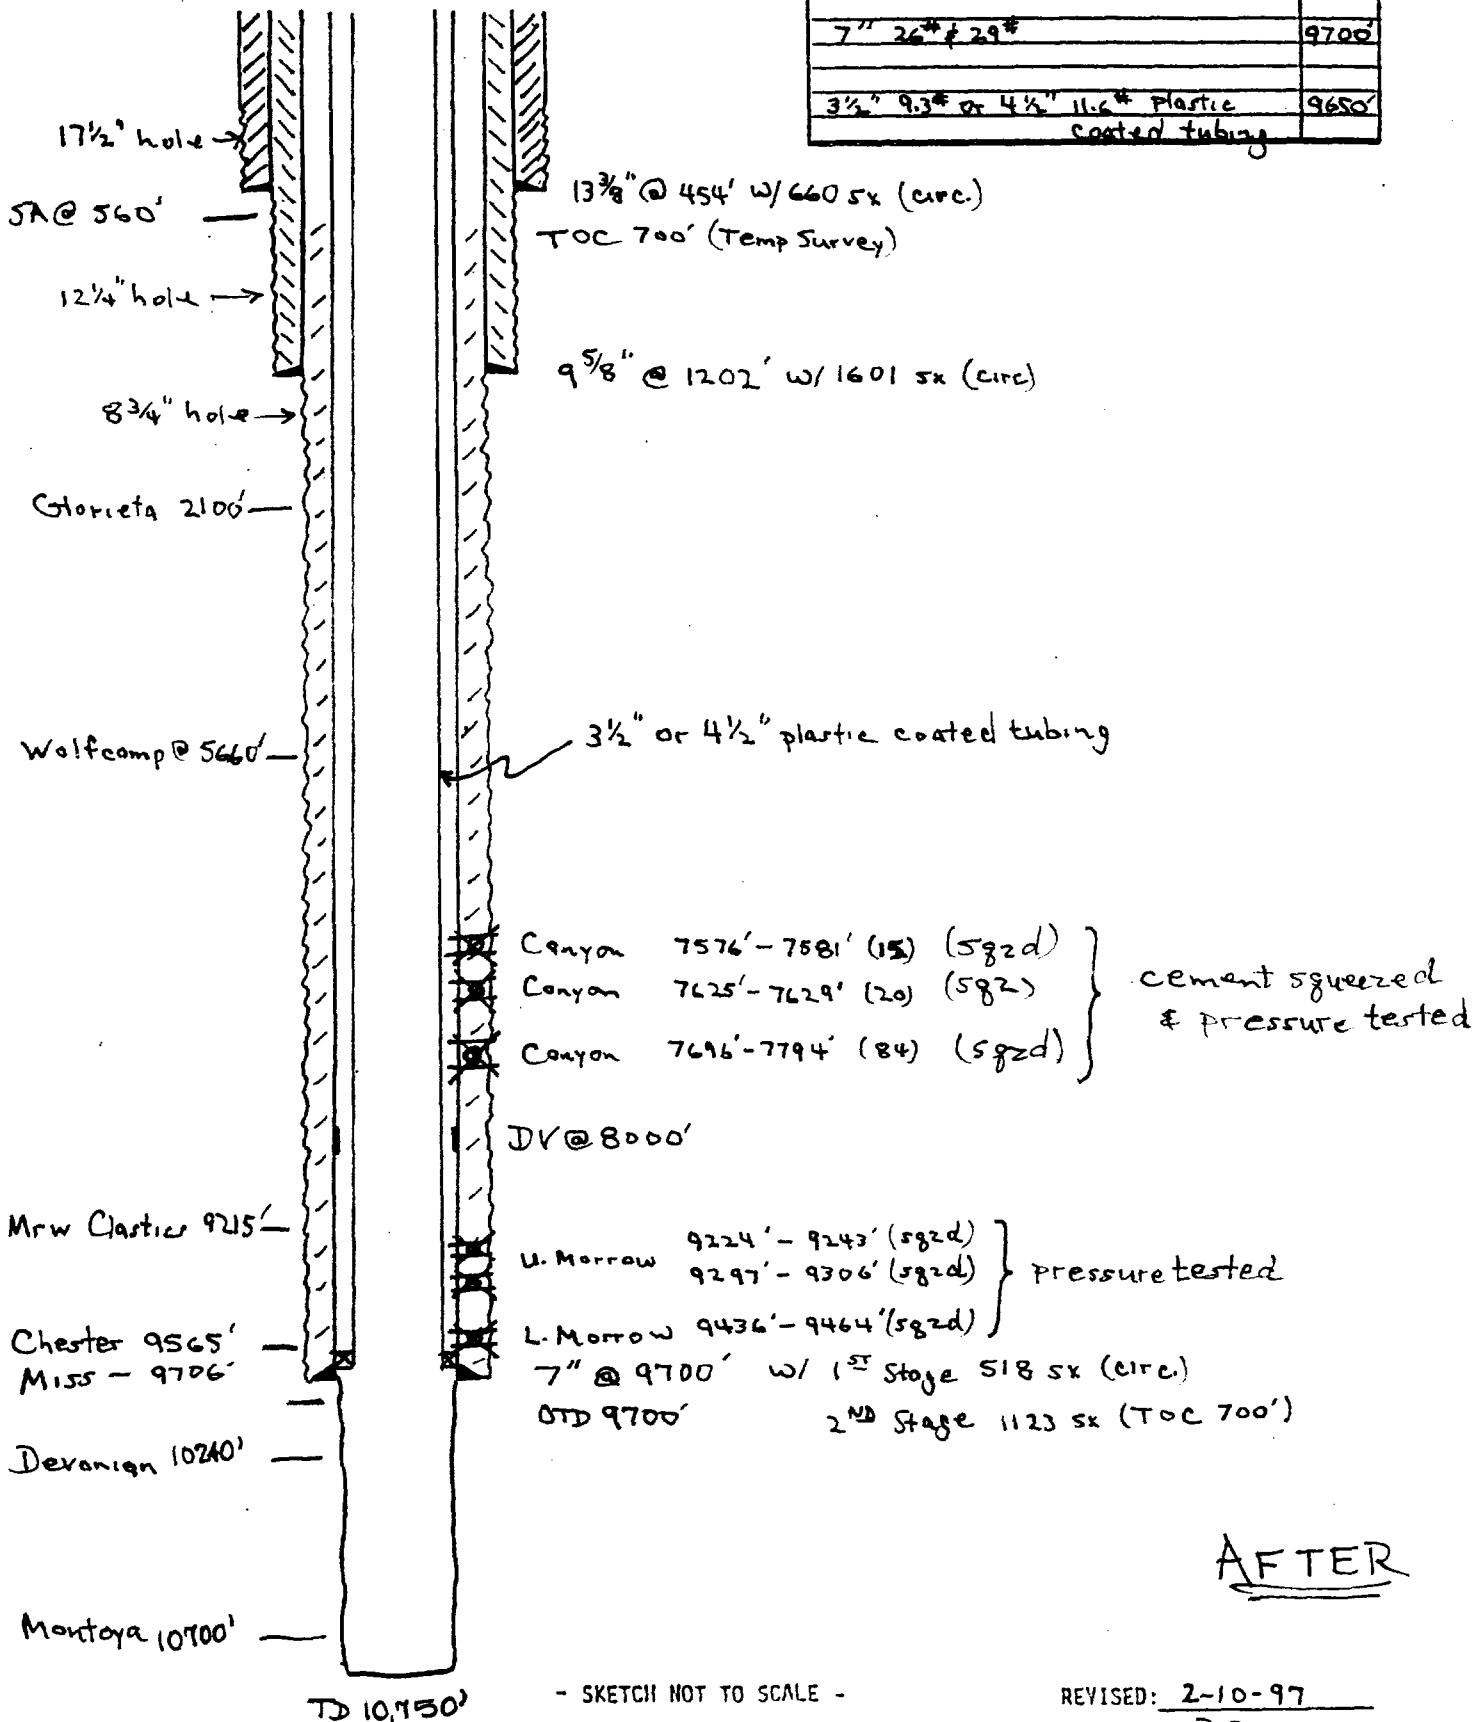 7" 26# & 29# 9700'
3½" 9.3# or 4½" 11.6# Plastic 9650'
coated tubing
17½" hole
13⅜" @ 454' w/ 660 sx (circ.)
SA @ 560'
TOC 700' (Temp Survey)
12¼" hole
9⅝" @ 1202' w/ 1601 sx (circ)
8¾" hole
Glorieta 2100'
3½" or 4½" plastic coated tubing
Wolfcamp @ 5660'
Canyon 7576'-7581' (15) (sqzd)
Canyon 7625'-7629' (20) (sqz)
Canyon 7696'-7794' (84) (sqzd)
cement squeezed
& pressure tested
DV @ 8000'
Mrw Clastics 9215'
U. Morrow 9224'-9243' (sqzd)
9297'-9306' (sqzd)
pressure tested
L. Morrow 9436'-9464' (sqzd)
Chester 9565'
Miss - 9706'
7" @ 9700' w/ 1ST Stage 518 sx (circ.)
OTD 9700' 2ND Stage 1123 sx (TOC 700')
Devonian 10240'
AFTER
Montoya 10700'
TD 10,750'
- SKETCH NOT TO SCALE -
REVISED: 2-10-97